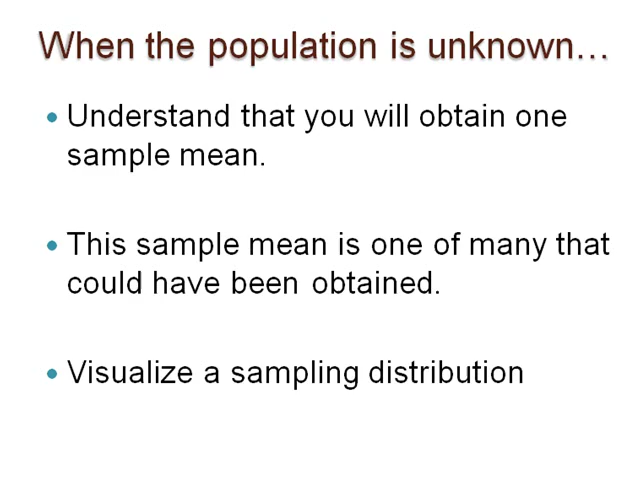 When the population is unknown…
• Understand that you will obtain one
sample mean.
• This sample mean is one of many that
could have been obtained.
• Visualize a sampling distribution